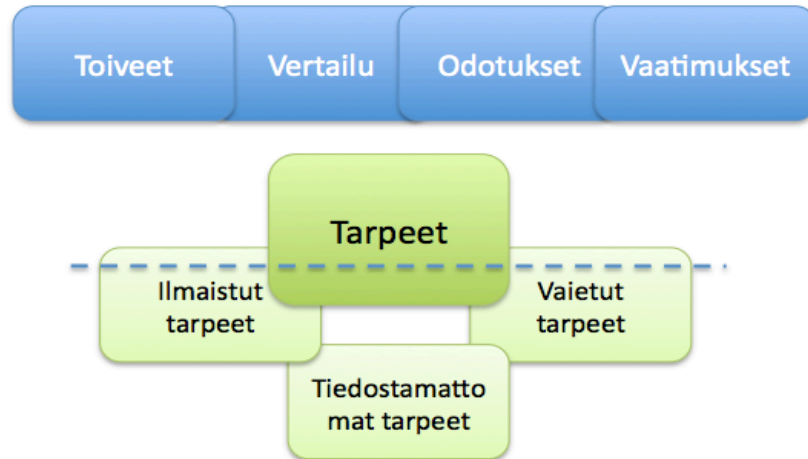 Toiveet
Vertailu
Odotukset
Vaatimukset
Tarpeet
Ilmaistut
tarpeet
Vaietut
tarpeet
Tiedostamatto
mat tarpeet